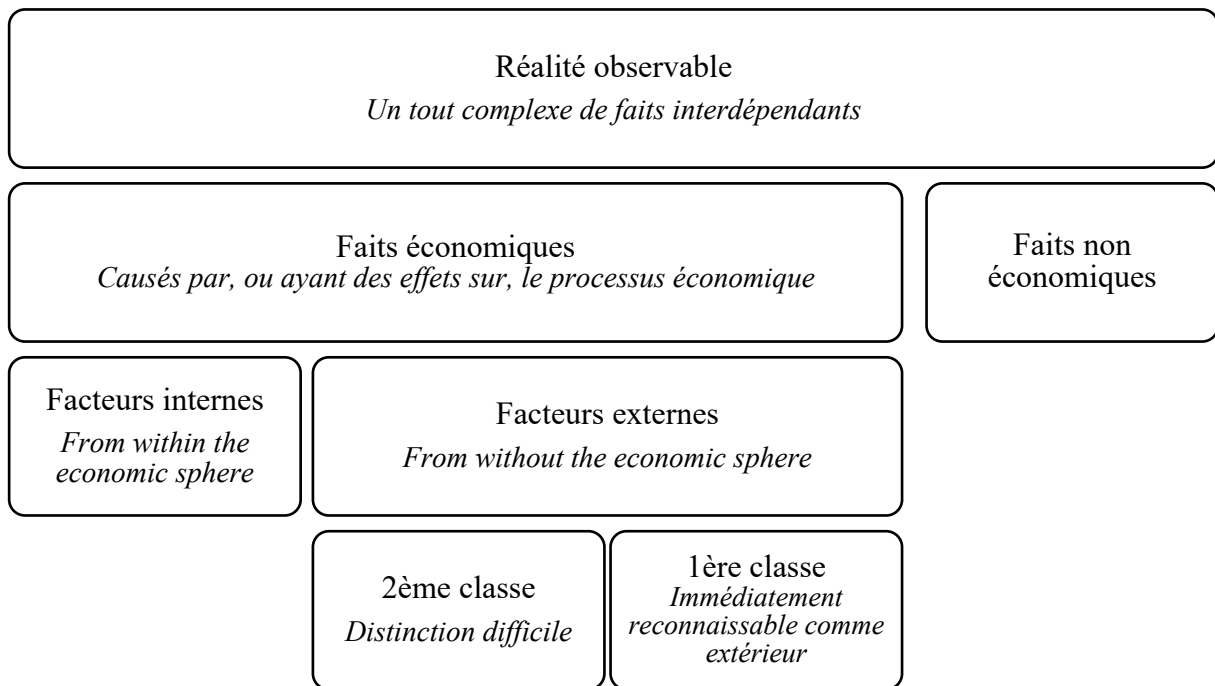 Réalité observable
Un tout complexe de faits interdépendants
Faits économiques
Causés par, ou ayant des effets sur, le processus économique
Faits non
économiques
Facteurs internes
From within the
economic sphere
Facteurs externes
From without the economic sphere
2ème classe
Distinction difficile
1ère classe
Immédiatement
reconnaissable comme
extérieur